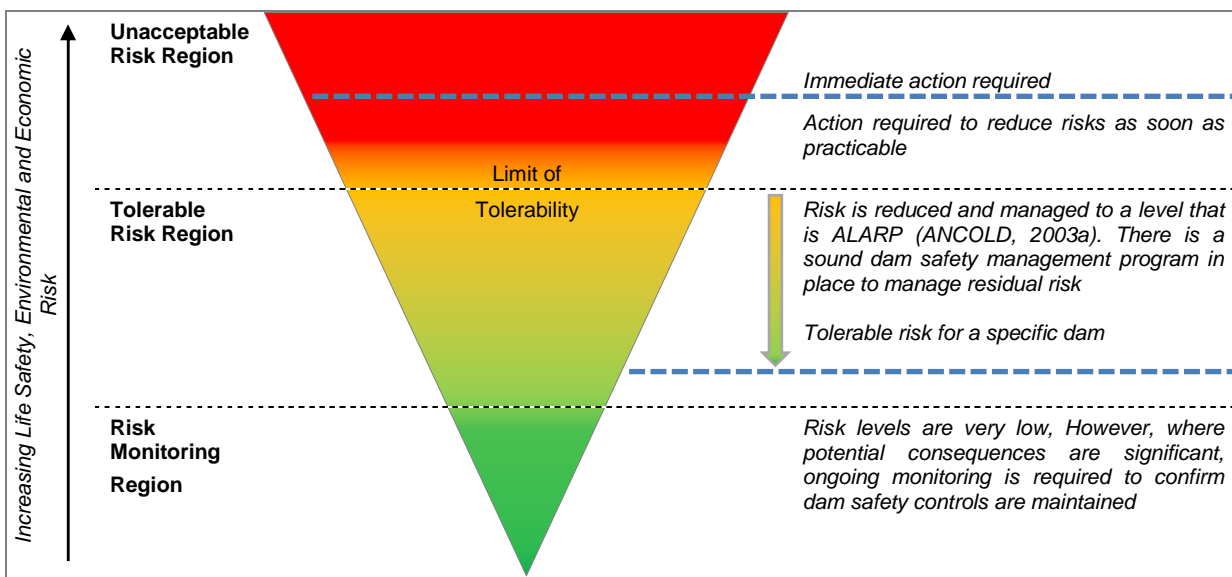 Increasing Life Safety, Environmental and Economic
Risk
Unacceptable
Risk Region
Immediate action required
Action required to reduce risks as soon as
practicable
Limit of
Tolerability
Tolerable
Risk Region
Risk is reduced and managed to a level that
is ALARP (ANCOLD, 2003a). There is a
sound dam safety management program in
place to manage residual risk
Tolerable risk for a specific dam
Risk
Monitoring
Region
Risk levels are very low, However, where
potential consequences are significant,
ongoing monitoring is required to confirm
dam safety controls are maintained